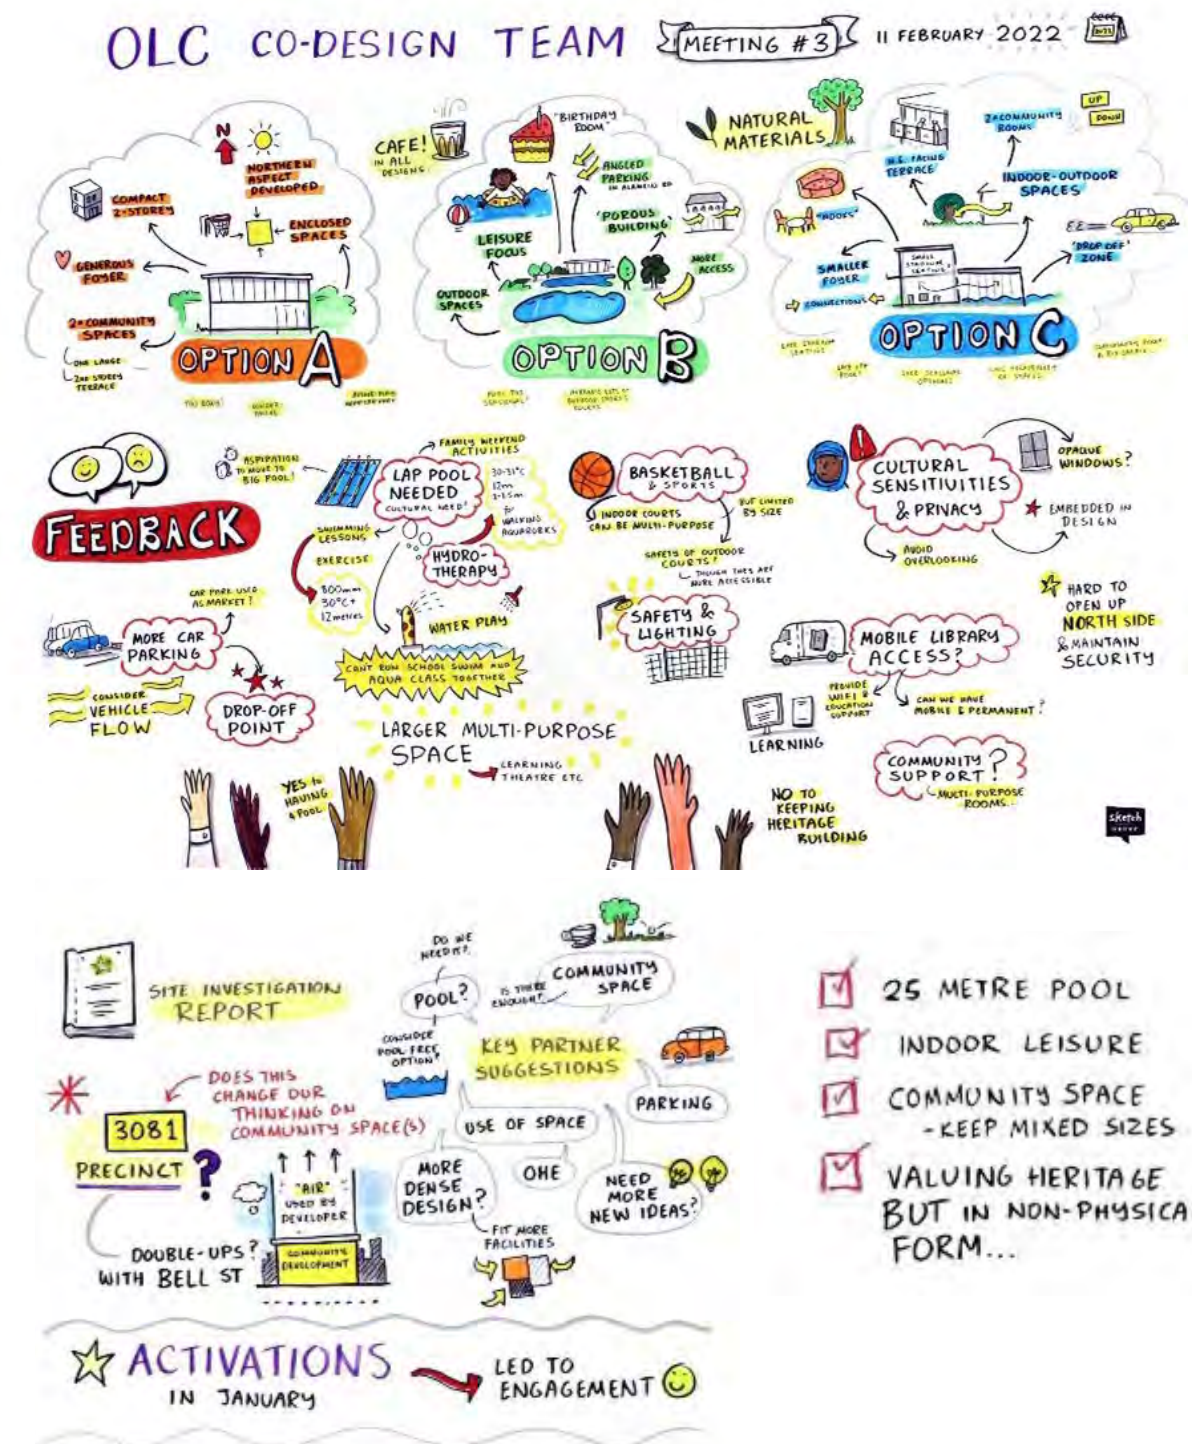 OLC CO-DESIGN TEAM
MEETING #3
11 FEBRUARY 2022
NORTHERN
ASPECT
DEVELOPED
N
COMPACT
2-STOREY
ENCLOSED
SPACES
GENEROUS
FOYER
2 COMMUNITY
SPACES
ONE LARGE
2ND STOREY
TERRACE
OPTION A
CAFE!
IN ALL
DESIGNS
"BIRTHDAY
ROOM"
ANGLED
PARKING
'POROUS
BUILDING'
LEISURE
FOCUS
OUTDOOR
SPACES
MORE
ACCESS
OPTION B
NATURAL
MATERIALS
2 COMMUNITY
ROOMS
UP
DOWN
N.E. FACING
TERRACE
INDOOR-OUTDOOR
SPACES
"NOOKS"
SMALLER
FOYER
CONNECTIONS
'DROP OFF'
ZONE
OPTION C
FEEDBACK
ASPIRATION
TO MOVE TO
BIG POOL!
FAMILY WEEKEND
ACTIVITIES
LAP POOL
NEEDED
CULTURAL NEED!
30-31°C
12m
for
WALKING
SWIMMING
LESSONS
EXERCISE
800mm
30°C+
12metres
HYDRO-
THERAPY
WATER PLAY
CAN'T RUN SCHOOL SWIM AND
AQUA CLASS TOGETHER
BASKETBALL
& SPORTS
INDOOR COURTS
CAN BE MULTI-PURPOSE
BUT LIMITED
BY SIZE
SAFETY OF OUTDOOR
COURTS?
THOUGH THEY ARE
MORE ACCESSIBLE
SAFETY &
LIGHTING
CULTURAL
SENSITIVITIES
& PRIVACY
OPAQUE
WINDOWS?
EMBEDDED IN
DESIGN
AVOID
OVERLOOKING
HARD TO
OPEN UP
NORTH SIDE
& MAINTAIN
SECURITY
CAR PARK USED
AS MARKET?
MORE CAR
PARKING
CONSIDER
VEHICLE
FLOW
DROP-OFF
POINT
MOBILE LIBRARY
ACCESS?
PROVIDE
WIFI &
EDUCATION
SUPPORT
CAN WE HAVE
MOBILE & PERMANENT?
LEARNING
COMMUNITY
SUPPORT?
MULTI-PURPOSE
ROOMS..
LARGER MULTI-PURPOSE
SPACE
LEARNING
THEATRE ETC
YES to
HAVING
A POOL
NO TO
KEEPING
HERITAGE
BUILDING
sketch
GROUP
SITE INVESTIGATION
REPORT
DO WE
NEED IT?
POOL?
IS THERE
ENOUGH?
COMMUNITY
SPACE
CONSIDER
POOL FREE
OPTION?
KEY PARTNER
SUGGESTIONS
PARKING
USE OF SPACE
OHE
MORE
DENSE
DESIGN?
NEED
MORE
NEW IDEAS?
FIT MORE
FACILITIES
DOES THIS
CHANGE OUR
THINKING ON
COMMUNITY SPACE(S)
3081
PRECINCT?
"AIR"
USED BY
DEVELOPER
COMMUNITY
DEVELOPMENT
DOUBLE-UPS?
WITH BELL ST
25 METRE POOL
INDOOR LEISURE
COMMUNITY SPACE
- KEEP MIXED SIZES
VALUING HERITAGE
BUT IN NON-PHYSICA
FORM...
ACTIVATIONS
IN JANUARY
LED TO
ENGAGEMENT